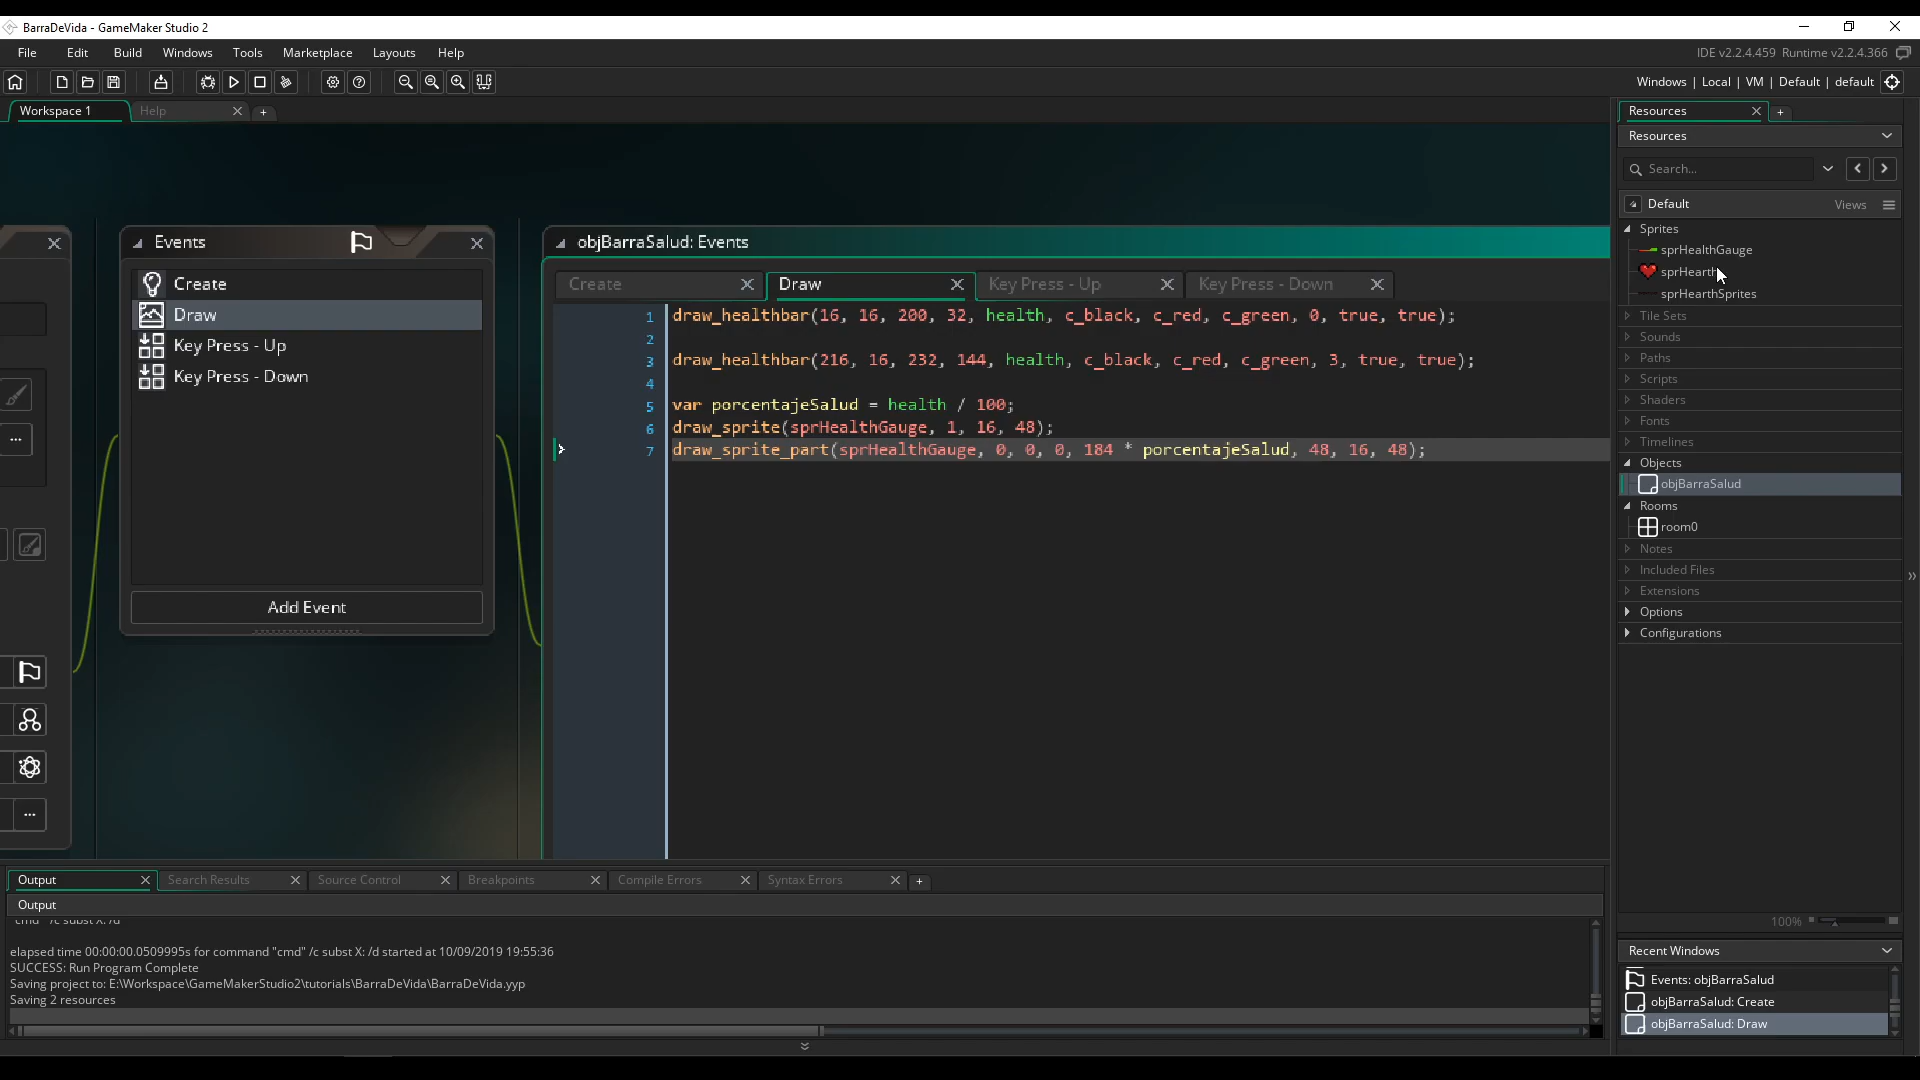 BarraDeVida - GameMaker Studio 2
File Edit Build Windows Tools Marketplace Layouts Help
IDE v2.2.4.459 Runtime v2.2.4.366
Windows | Local | VM | Default | default
Workspace 1
Help
Resources
Resources
Search...
Default
Views
Sprites
sprHealthGauge
sprHearth
sprHearthSprites
Tile Sets
Sounds
Paths
Scripts
Shaders
Fonts
Timelines
Objects
objBarraSalud
Rooms
room0
Notes
Included Files
Extensions
Options
Configurations
100%
Recent Windows
Events: objBarraSalud
objBarraSalud: Create
objBarraSalud: Draw
Events
Create
Draw
Key Press - Up
Key Press - Down
Add Event
objBarraSalud: Events
Create
Draw
Key Press - Up
Key Press - Down
1 draw_healthbar(16, 16, 200, 32, health, c_black, c_red, c_green, 0, true, true);
2
3 draw_healthbar(216, 16, 232, 144, health, c_black, c_red, c_green, 3, true, true);
4
5 var porcentajeSalud = health / 100;
6 draw_sprite(sprHealthGauge, 1, 16, 48);
7 draw_sprite_part(sprHealthGauge, 0, 0, 0, 184 * porcentajeSalud, 48, 16, 48);
Output
Search Results
Source Control
Breakpoints
Compile Errors
Syntax Errors
Output
"cmd" /c subst X: /d
elapsed time 00:00:00.0509995s for command "cmd" /c subst X: /d started at 10/09/2019 19:55:36
SUCCESS: Run Program Complete
Saving project to: E:\Workspace\GameMakerStudio2\tutorials\BarraDeVida\BarraDeVida.yyp
Saving 2 resources